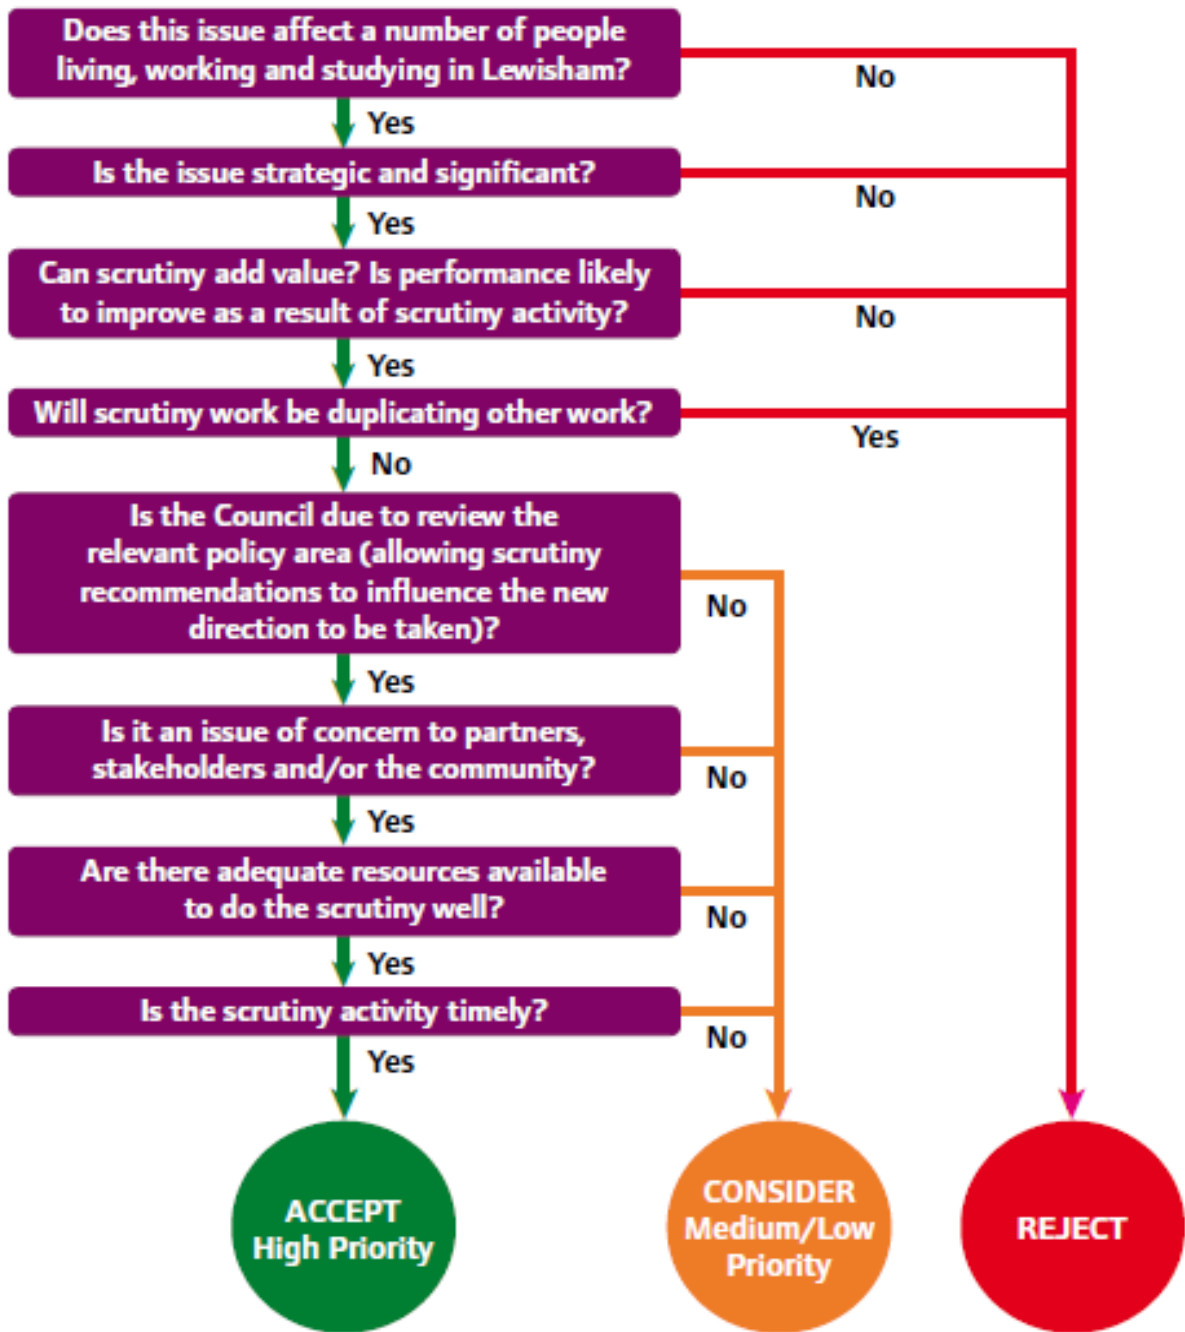 Does this issue affect a number of people
living, working and studying in Lewisham?
No
Yes
Is the issue strategic and significant?
No
Yes
Can scrutiny add value? Is performance likely
to improve as a result of scrutiny activity?
No
Yes
Will scrutiny work be duplicating other work?
Yes
No
Is the Council due to review the
relevant policy area (allowing scrutiny
recommendations to influence the new
direction to be taken)?
No
Yes
Is it an issue of concern to partners,
stakeholders and/or the community?
No
Yes
Are there adequate resources available
to do the scrutiny well?
No
Yes
Is the scrutiny activity timely?
No
Yes
ACCEPT
High Priority
CONSIDER
Medium/Low
Priority
REJECT